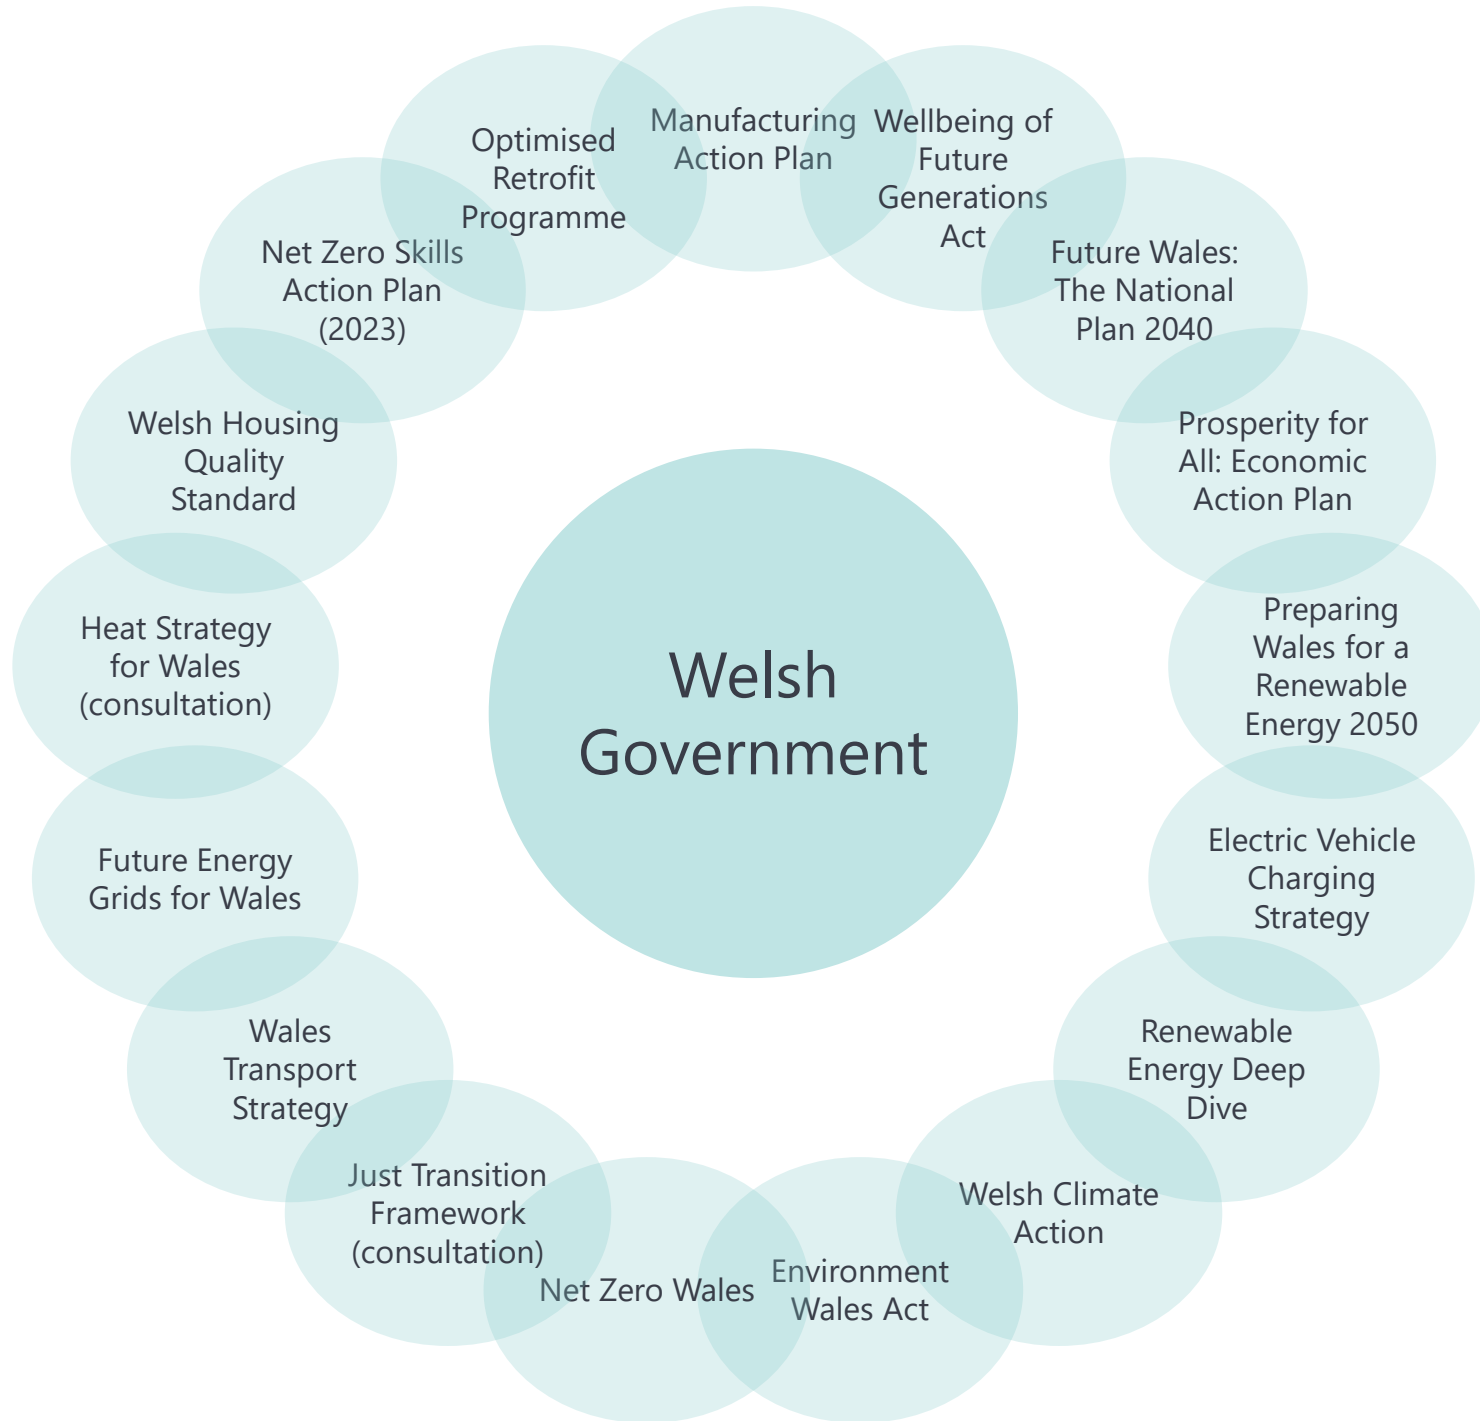 Manufacturing
Action Plan
Wellbeing of
Future
Generations
Act
Future Wales:
The National
Plan 2040
Prosperity for
All: Economic
Action Plan
Preparing
Wales for a
Renewable
Energy 2050
Electric Vehicle
Charging
Strategy
Renewable
Energy Deep
Dive
Welsh Climate
Action
Environment
Wales Act
Net Zero Wales
Just Transition
Framework
(consultation)
Wales
Transport
Strategy
Future Energy
Grids for Wales
Heat Strategy
for Wales
(consultation)
Welsh Housing
Quality
Standard
Net Zero Skills
Action Plan
(2023)
Optimised
Retrofit
Programme
Welsh
Government